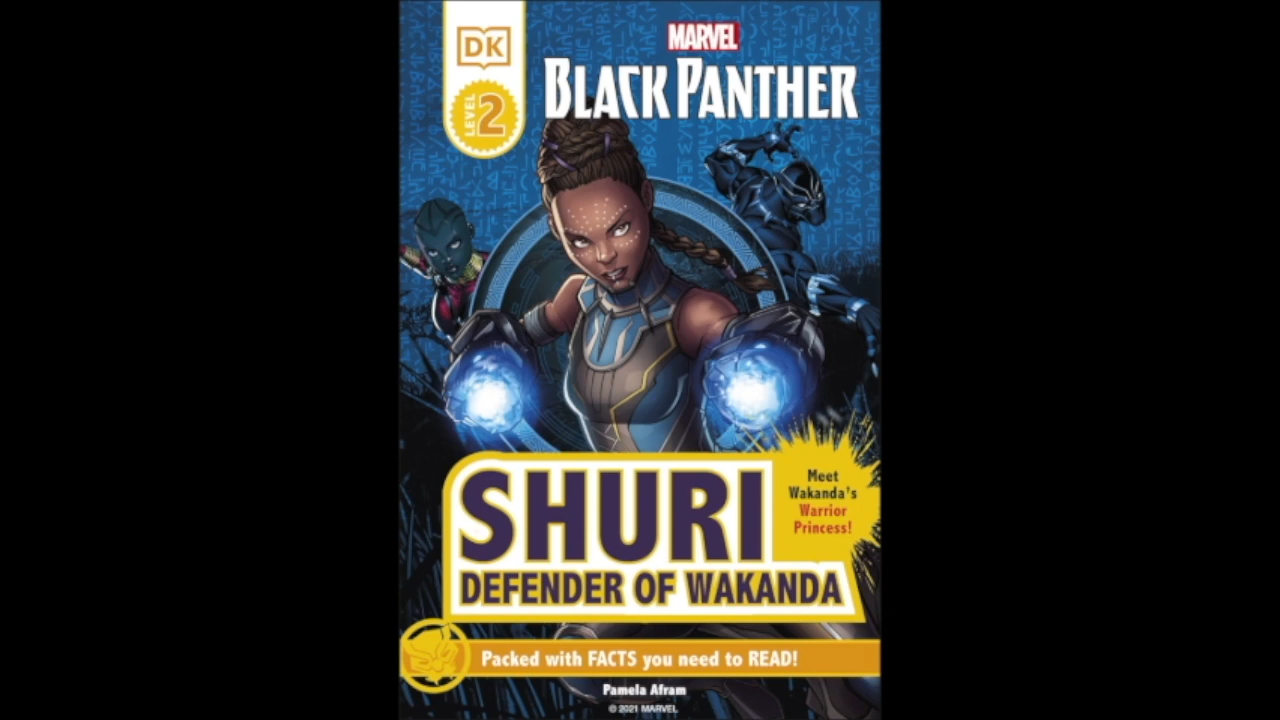 DK
LEVEL 2
MARVEL
BLACK PANTHER
Meet
Wakanda's
Warrior
Princess!
SHURI
DEFENDER OF WAKANDA
Packed with FACTS you need to READ!
Pamela Afram
© 2021 MARVEL